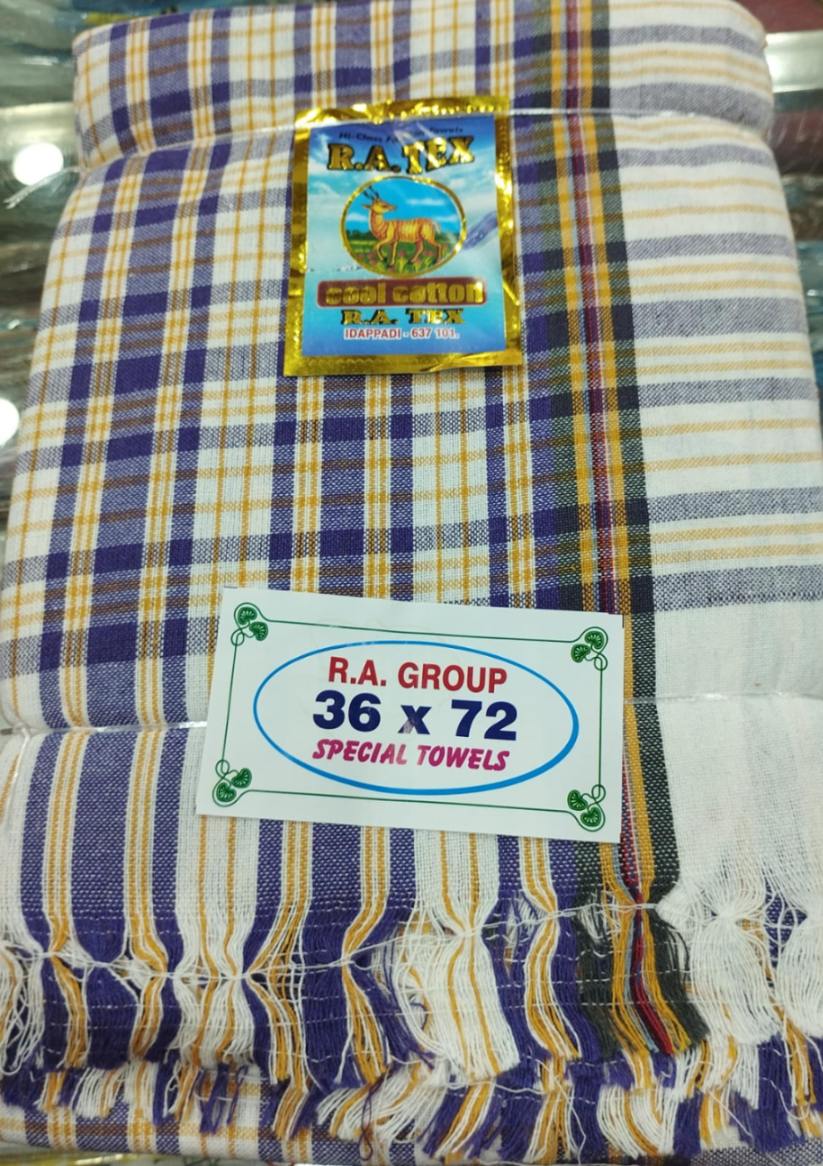 R.A. TEX
cool cotton
R.A. TEX
IDAPPADI - 637 101.
R.A. GROUP
36 x 72
SPECIAL TOWELS